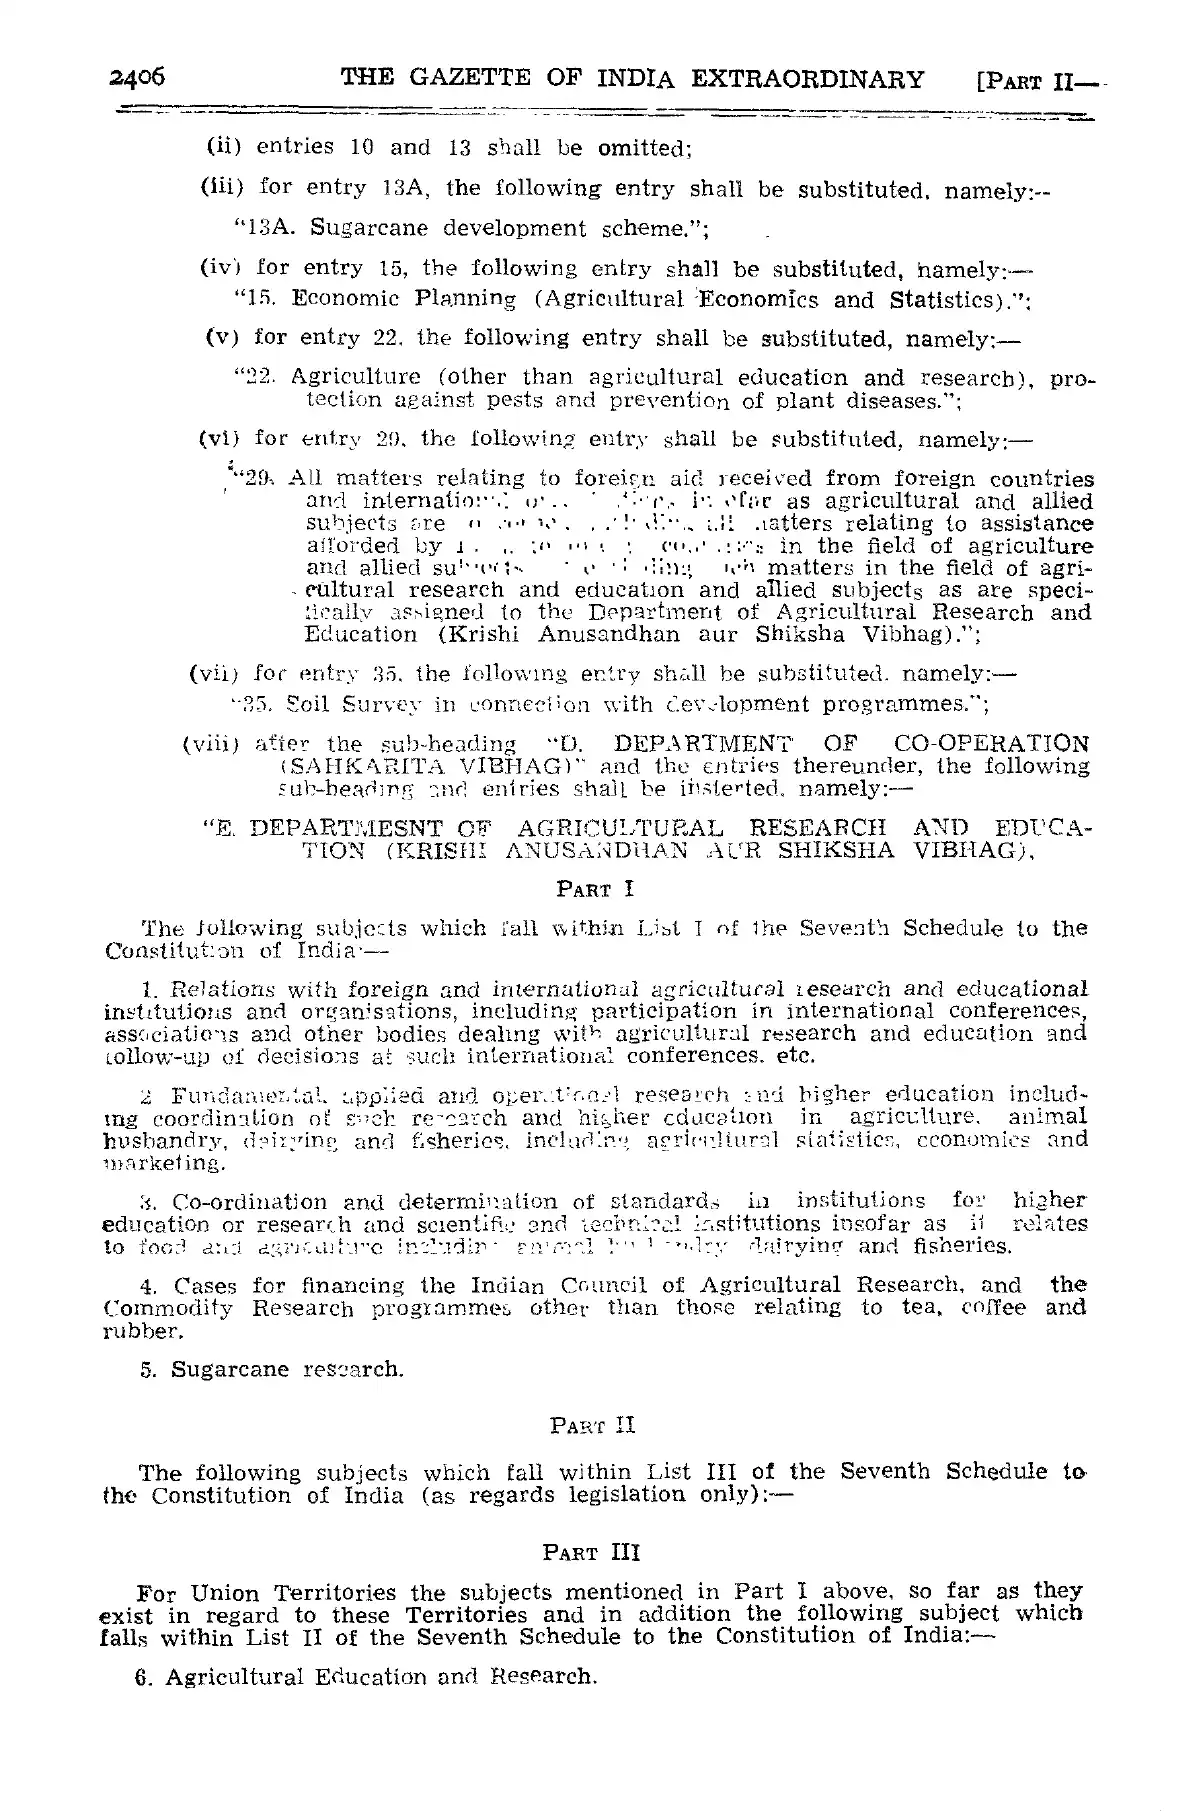 2406 THE GAZETTE OF INDIA EXTRAORDINARY [PART II—
(ii) entries 10 and 13 shall be omitted;
(iii) for entry 13A, the following entry shall be substituted, namely:--
“13A. Sugarcane development scheme.”;
(iv) for entry 15, the following entry shall be substituted, namely:—
“15. Economic Planning (Agricultural Economics and Statistics).”;
(v) for entry 22, the following entry shall be substituted, namely:—
“22. Agriculture (other than agricultural education and research), pro-
tection against pests and prevention of plant diseases.”;
(vi) for entry 29, the following entry shall be substituted, namely:—
“29. All matters relating to foreign aid received from foreign countries
and as agricultural and allied
subjects are matters relating to assistance
afforded by in the field of agriculture
and allied matters in the field of agri-
cultural research and education and allied subjects as are speci-
fically assigned to the Department of Agricultural Research and
Education (Krishi Anusandhan aur Shiksha Vibhag).”;
(vii) for entry 35, the following entry shall be substituted, namely:—
“35. Soil Survey in connection with development programmes.”;
(viii) after the sub-heading “D. DEPARTMENT OF CO-OPERATION
(SAHKARITA VIBHAG)” and the entries thereunder, the following
sub-heading and entries shall be inserted, namely:—
“E. DEPARTMESNT OF AGRICULTURAL RESEARCH AND EDUCA-
TION (KRISHI ANUSANDHAN AUR SHIKSHA VIBHAG),
PART I
The following subjects which fall within List I of the Seventh Schedule to the
Constitution of India:—
1. Relations with foreign and international agricultural research and educational
institutions and organisations, including participation in international conferences,
associations and other bodies dealing with agricultural research and education and
follow-up of decisions at such international conferences, etc.
2 Fundamental, applied and operational research and higher education includ-
ing coordination of such research and higher education in agriculture, animal
husbandry, dairying and fisheries, including agricultural statistics, economics and
marketing.
3. Co-ordination and determination of standards in institutions for higher
education or research and scientific and technical institutions insofar as it relates
to food and agriculture including animal husbandry dairying and fisheries.
4. Cases for financing the Indian Council of Agricultural Research, and the
Commodity Research programmes other than those relating to tea, coffee and
rubber.
5. Sugarcane research.
PART II
The following subjects which fall within List III of the Seventh Schedule to
the Constitution of India (as regards legislation only):—
PART III
For Union Territories the subjects mentioned in Part I above, so far as they
exist in regard to these Territories and in addition the following subject which
falls within List II of the Seventh Schedule to the Constitution of India:—
6. Agricultural Education and Research.